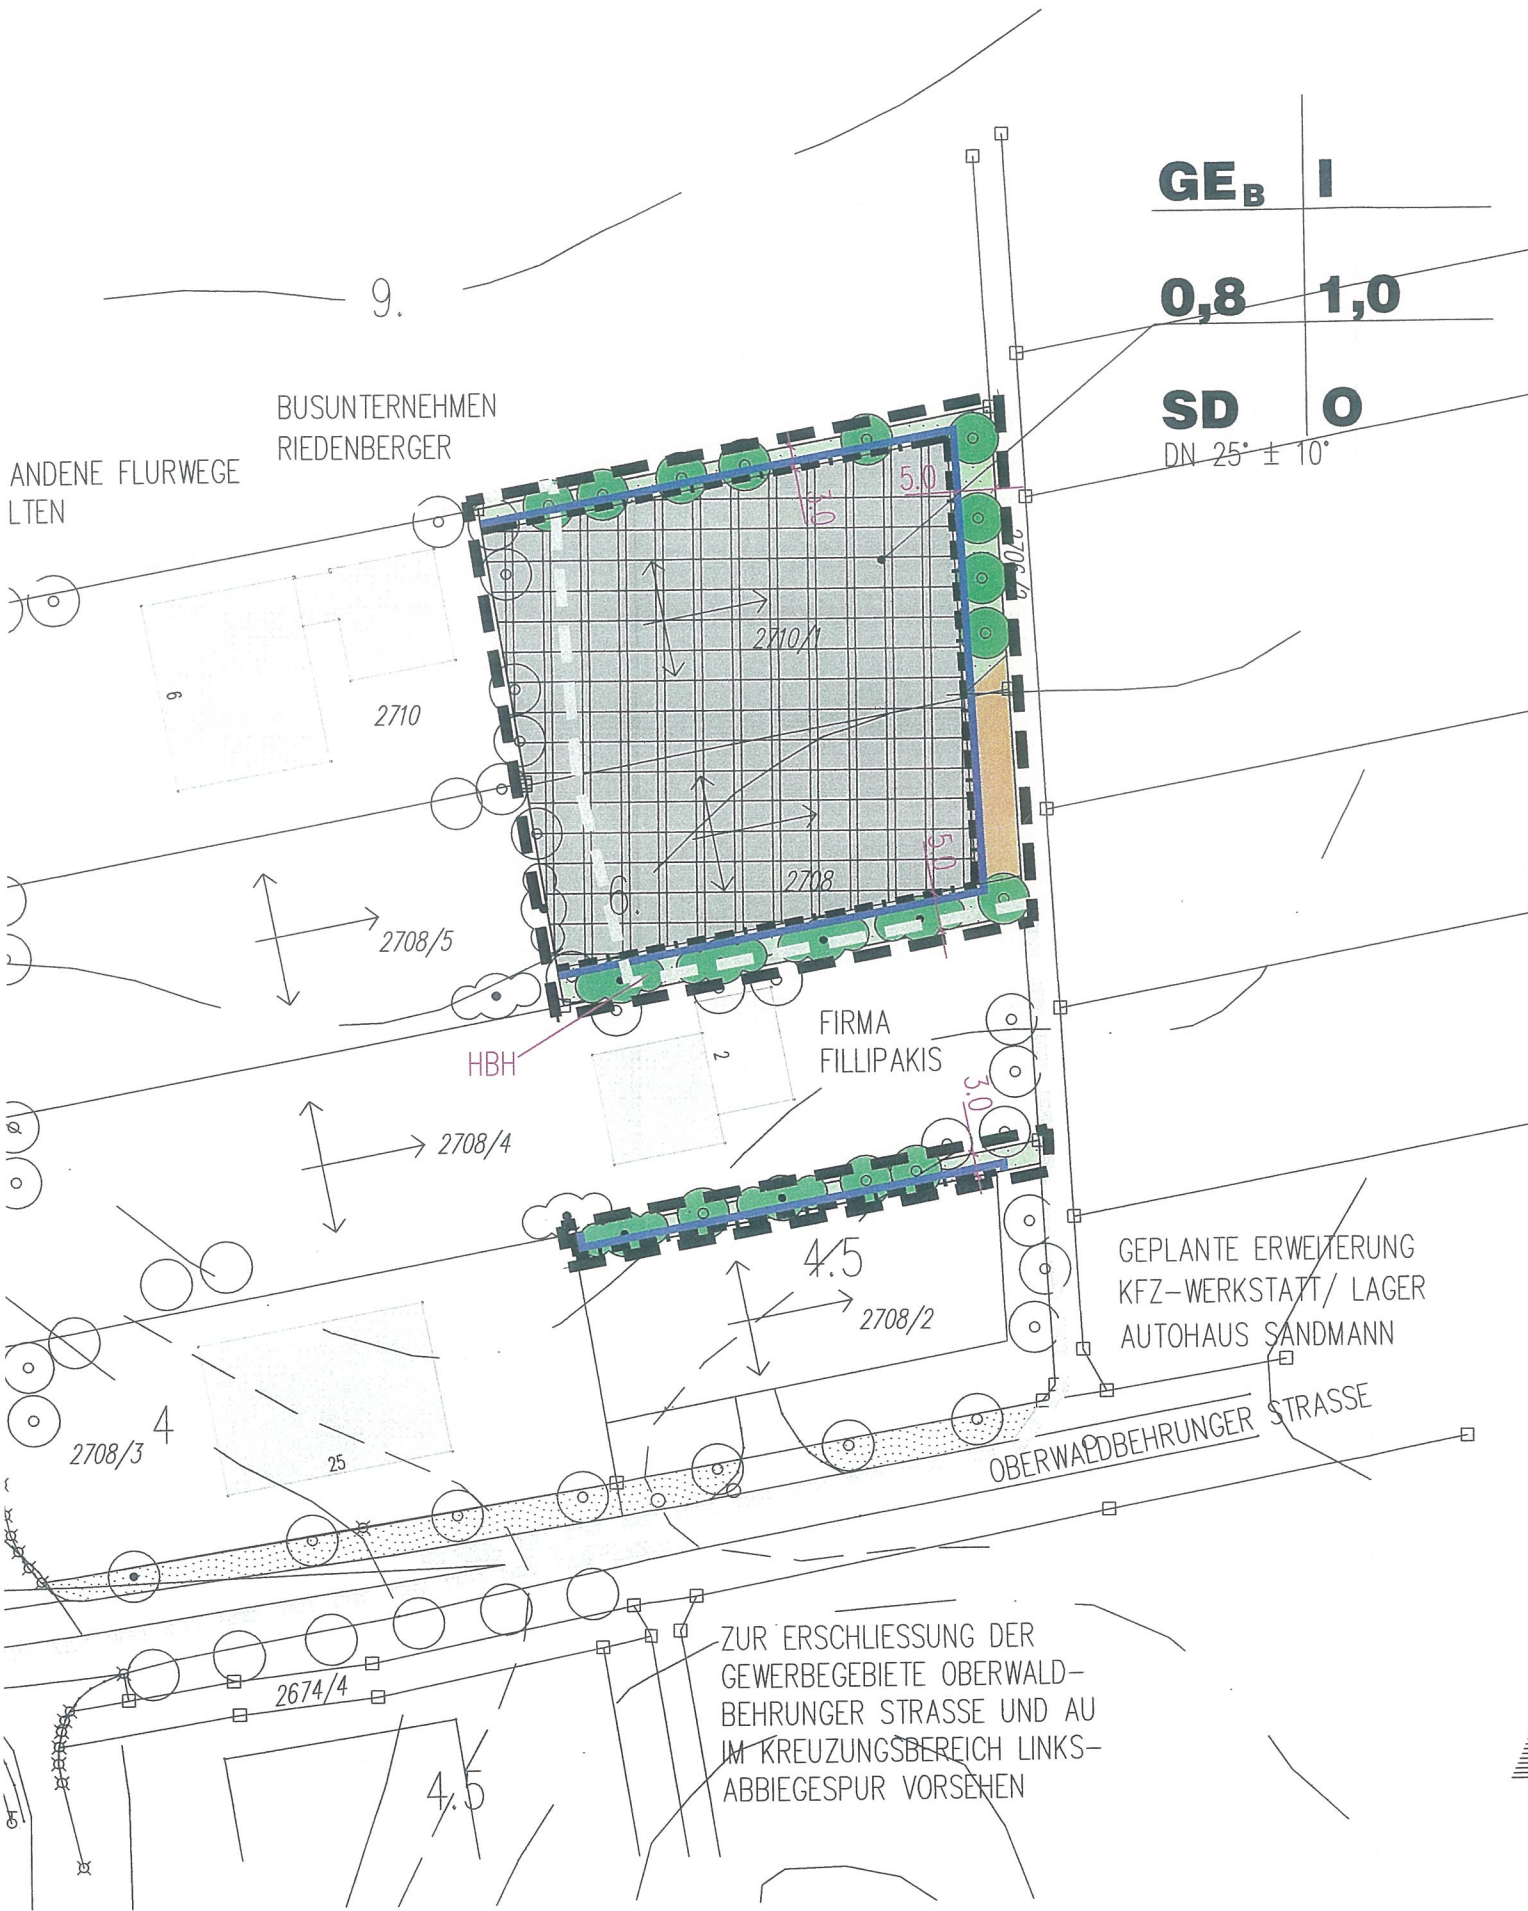 GEB I
9.
0,8 1,0
BUSUNTERNEHMEN
RIEDENBERGER
SD O
DN 25° ± 10°
ANDENE FLURWEGE
LTEN
5.0
3.0
2710/1
6
2710
5.0
2708
6.
2708/5
FIRMA
FILLIPAKIS
2
HBH
3.0
2708/4
4.5
GEPLANTE ERWEITERUNG
KFZ-WERKSTATT/ LAGER
AUTOHAUS SANDMANN
2708/2
4
2708/3
25
OBERWALDBEHRUNGER STRASSE
ZUR ERSCHLIESSUNG DER
GEWERBEGEBIETE OBERWALD-
BEHRUNGER STRASSE UND AU
IM KREUZUNGSBEREICH LINKS-
ABBIEGESPUR VORSEHEN
2674/4
4.5